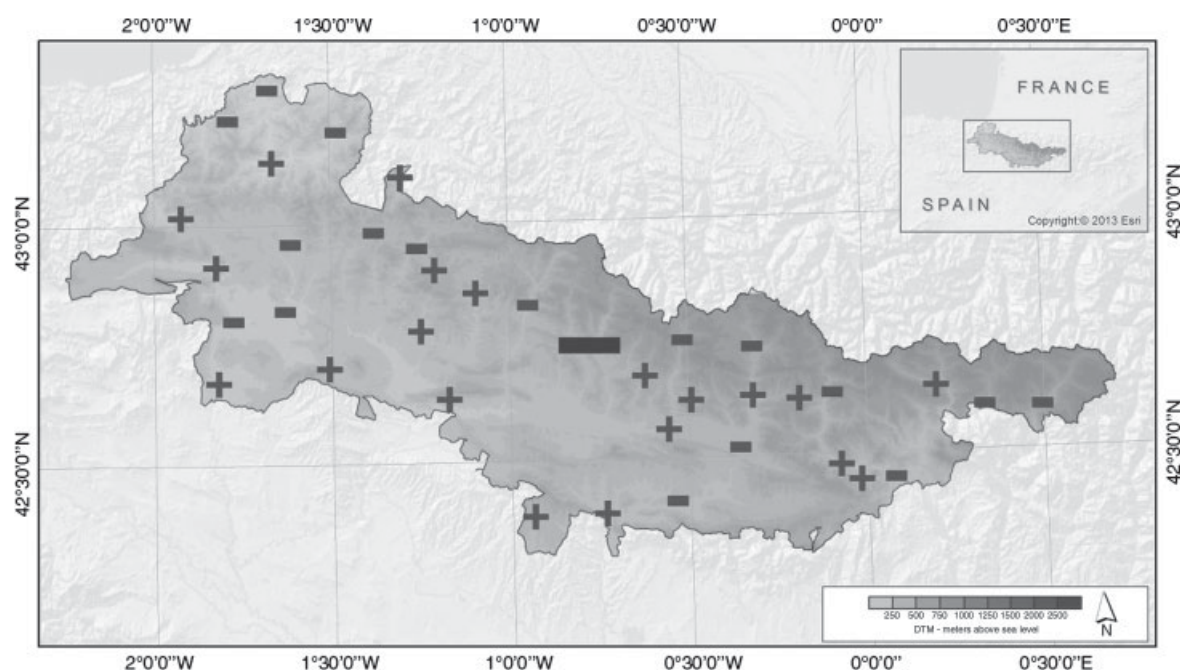 2°0'0"W 1°30'0"W 1°0'0"W 0°30'0"W 0°0'0" 0°30'0"E
FRANCE
SPAIN
Copyright:© 2013 Esri
43°0'0"N
43°0'0"N
42°30'0"N
42°30'0"N
250 500 750 1000 1250 1500 2000 2500
DTM - meters above sea level
N
2°0'0"W 1°30'0"W 1°0'0"W 0°30'0"W 0°0'0" 0°30'0"E